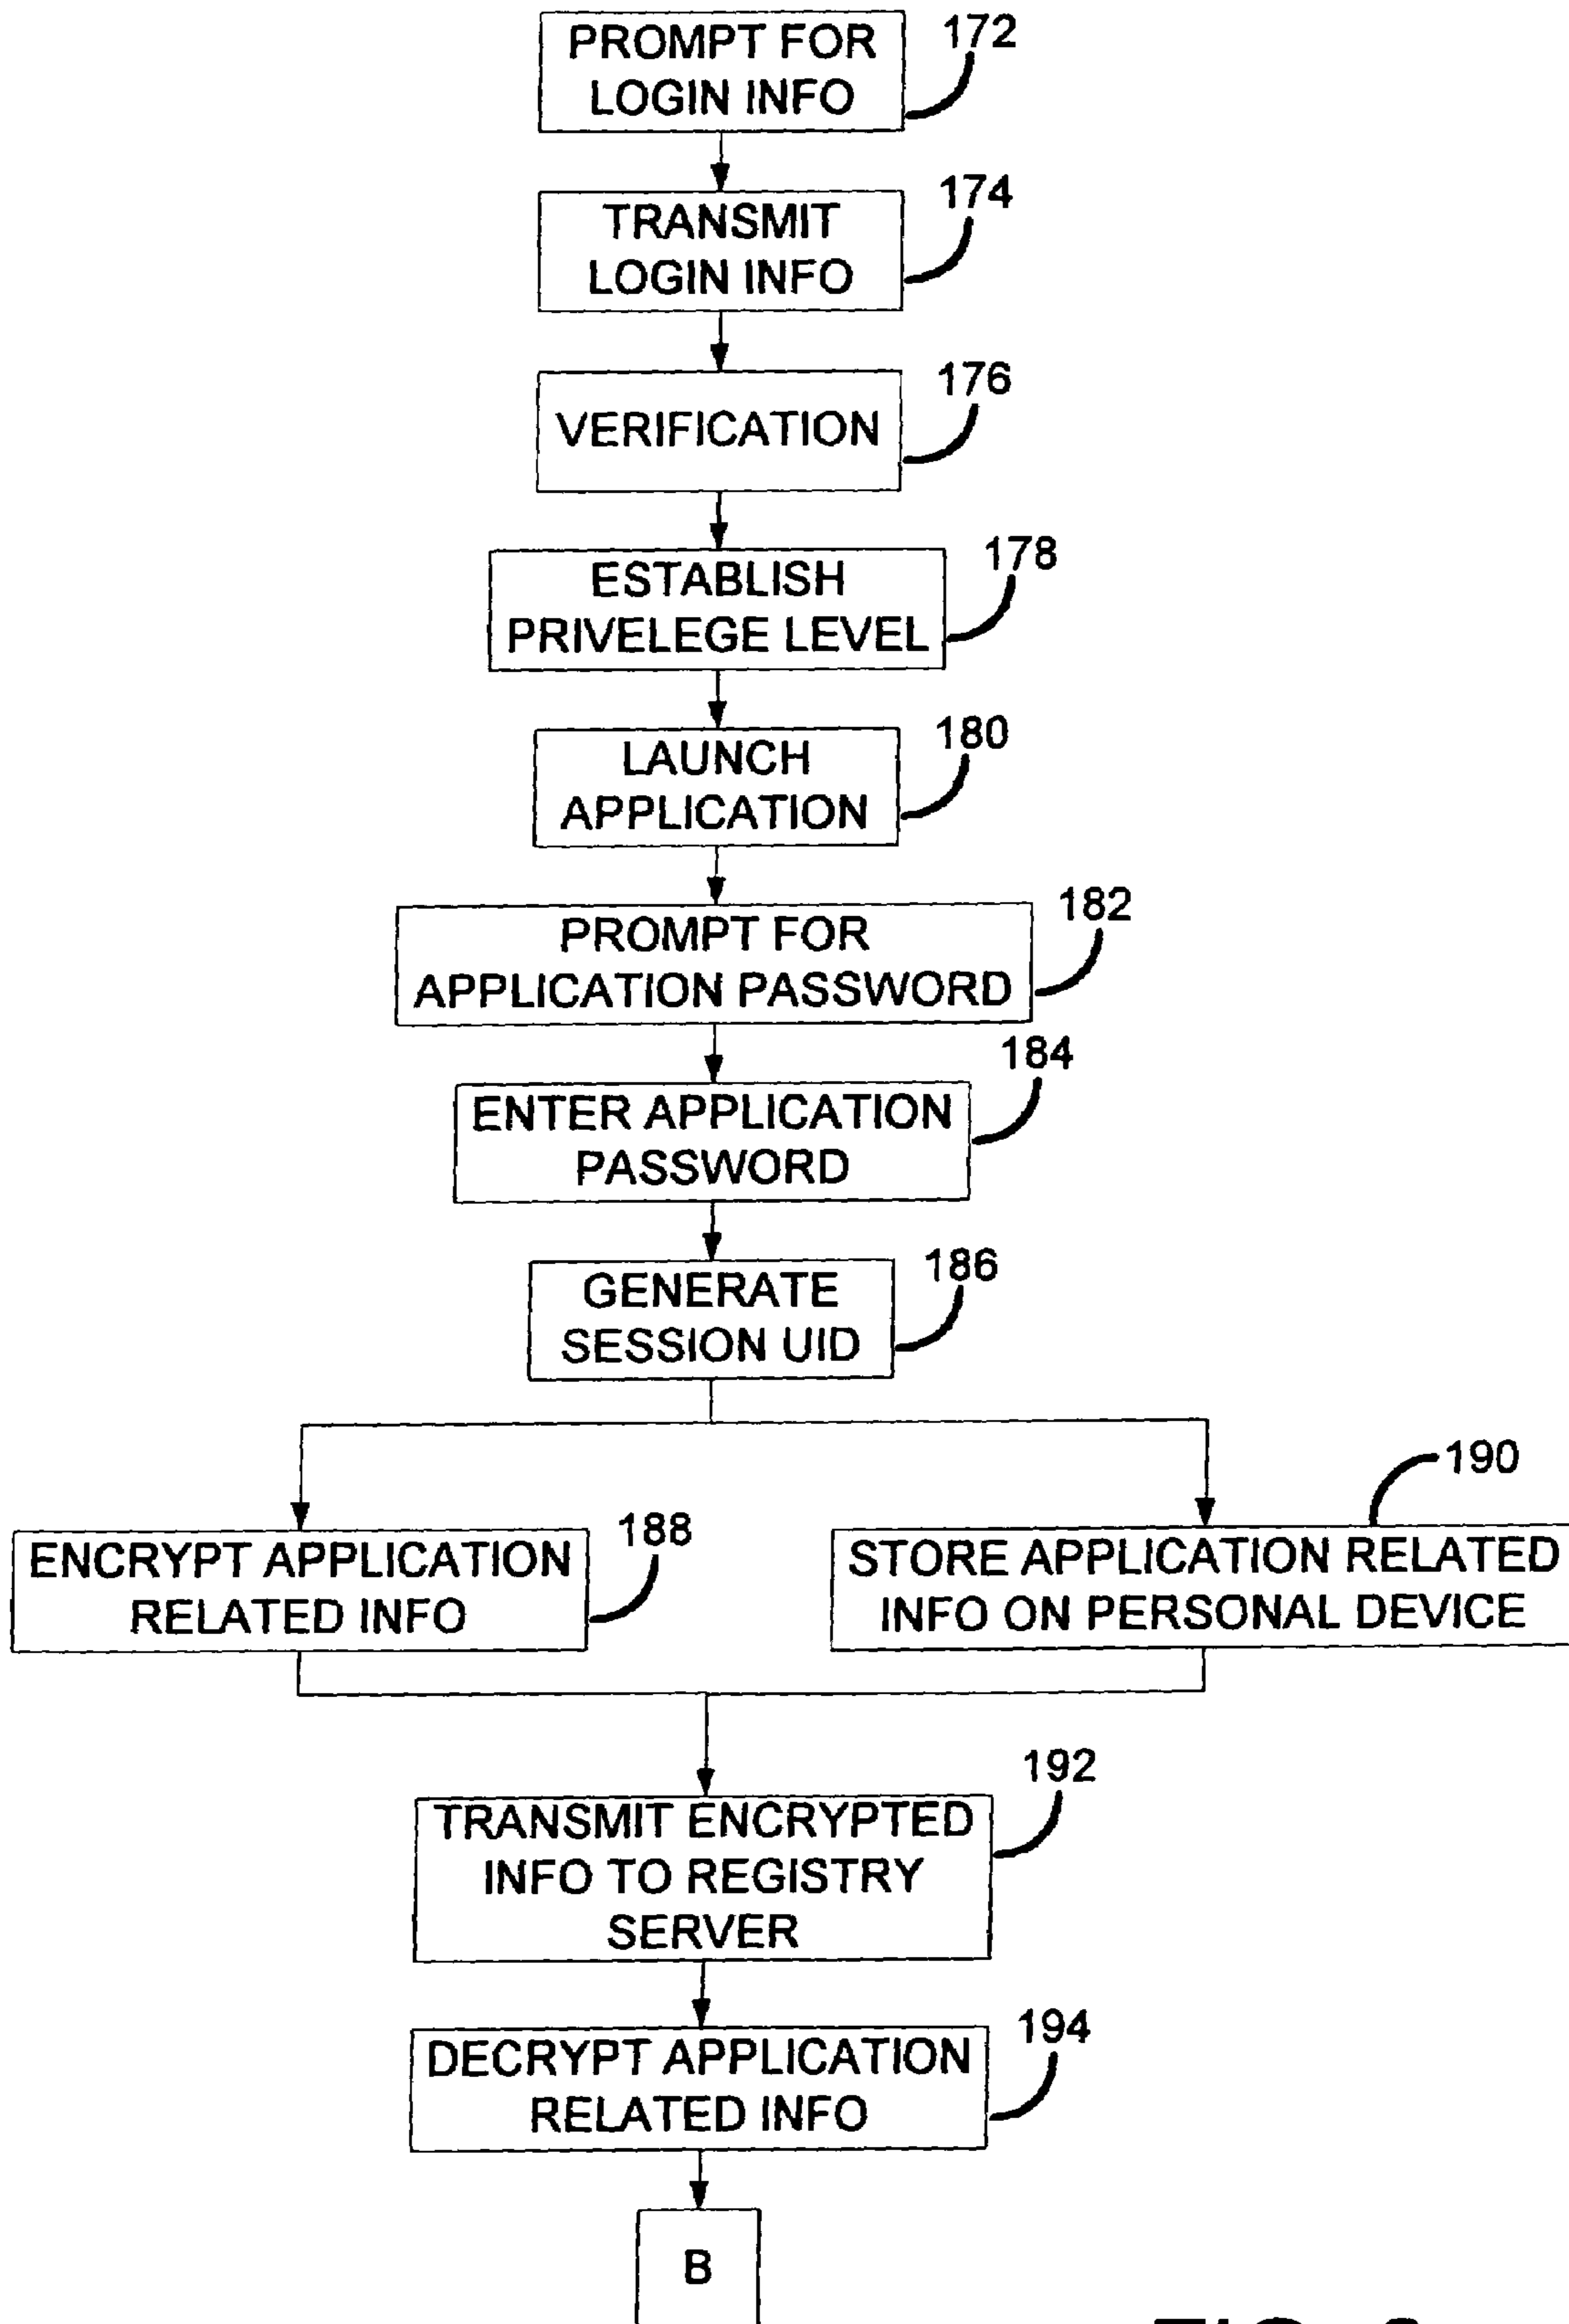 PROMPT FOR
LOGIN INFO
172
TRANSMIT
LOGIN INFO
174
VERIFICATION
176
ESTABLISH
PRIVELEGE LEVEL
178
LAUNCH
APPLICATION
180
PROMPT FOR
APPLICATION PASSWORD
182
ENTER APPLICATION
PASSWORD
184
GENERATE
SESSION UID
186
ENCRYPT APPLICATION
RELATED INFO
188
STORE APPLICATION RELATED
INFO ON PERSONAL DEVICE
190
TRANSMIT ENCRYPTED
INFO TO REGISTRY
SERVER
192
DECRYPT APPLICATION
RELATED INFO
194
B